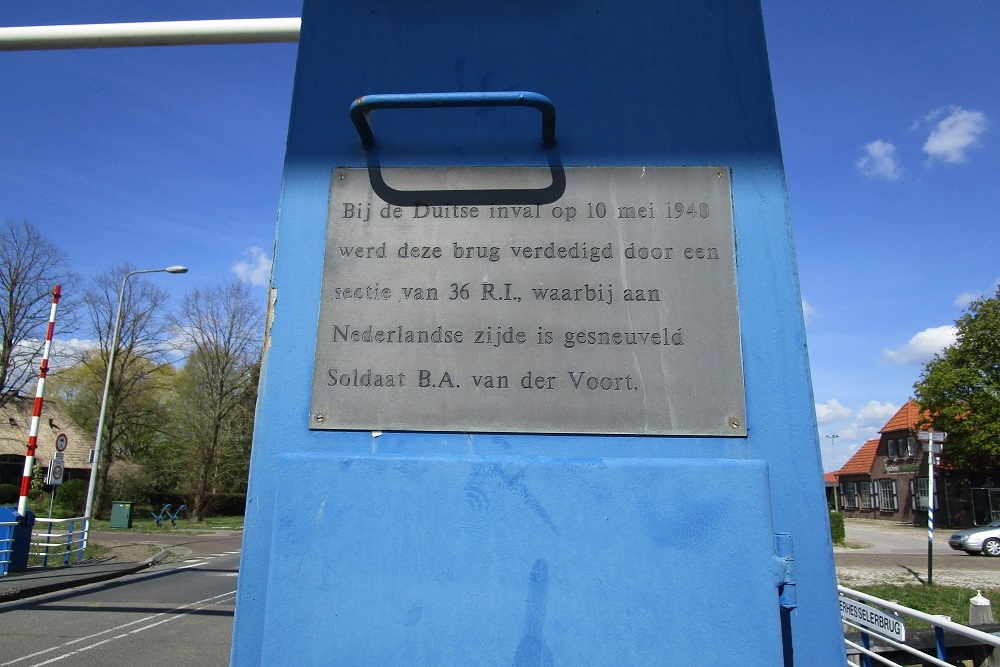 Bij de Duitse inval op 10 mei 1940
werd deze brug verdedigd door een
sectie van 36 R.I., waarbij aan
Nederlandse zijde is gesneuveld
Soldaat B.A. van der Voort.
ERHESSELERBRUG